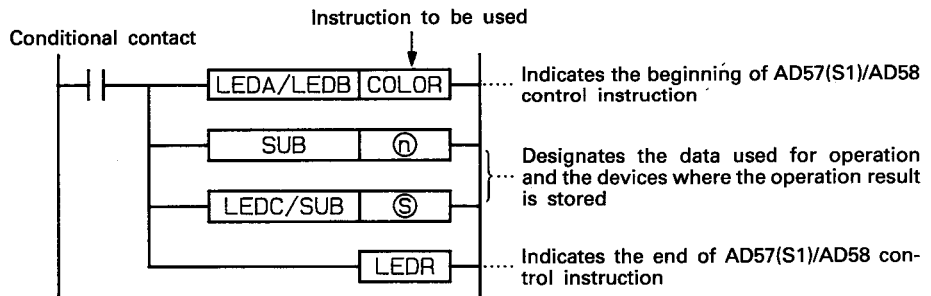 Instruction to be used
Conditional contact
LEDA/LEDB COLOR
Indicates the beginning of AD57(S1)/AD58
control instruction
SUB ⓝ
Designates the data used for operation
and the devices where the operation result
is stored
LEDC/SUB Ⓢ
LEDR
Indicates the end of AD57(S1)/AD58 con-
trol instruction